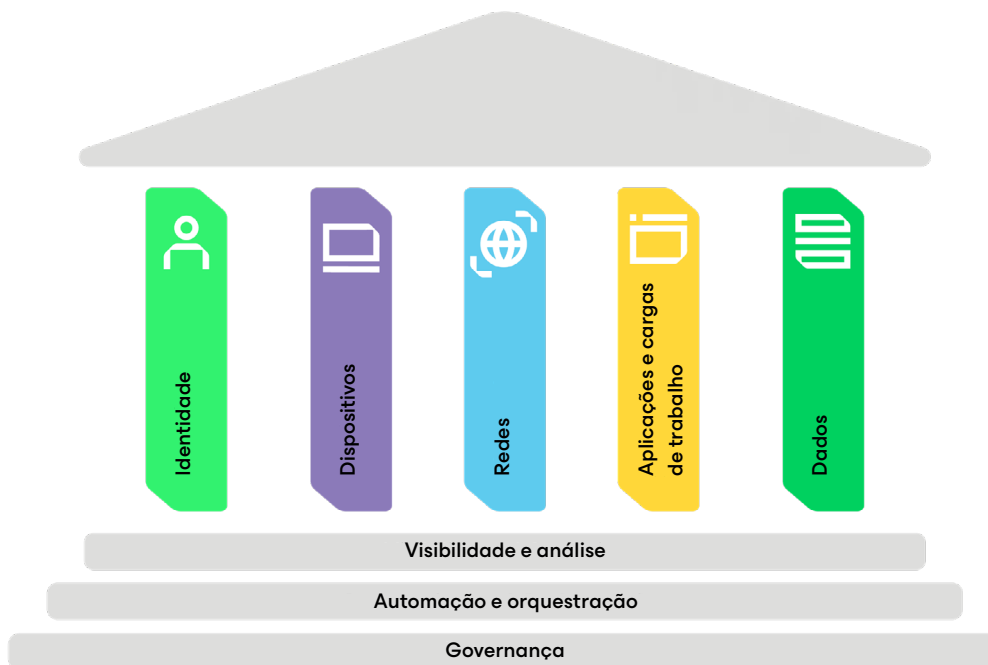 Identidade
Dispositivos
Redes
Aplicações e cargas
de trabalho
Dados
Visibilidade e análise
Automação e orquestração
Governança